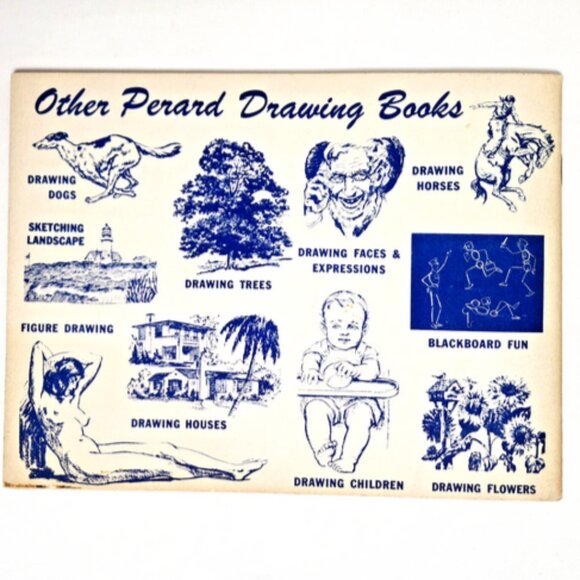 Other Perard Drawing Books
DRAWING
DOGS
DRAWING
HORSES
SKETCHING
LANDSCAPE
DRAWING TREES
DRAWING FACES &
EXPRESSIONS
FIGURE DRAWING
BLACKBOARD FUN
DRAWING HOUSES
DRAWING CHILDREN
DRAWING FLOWERS